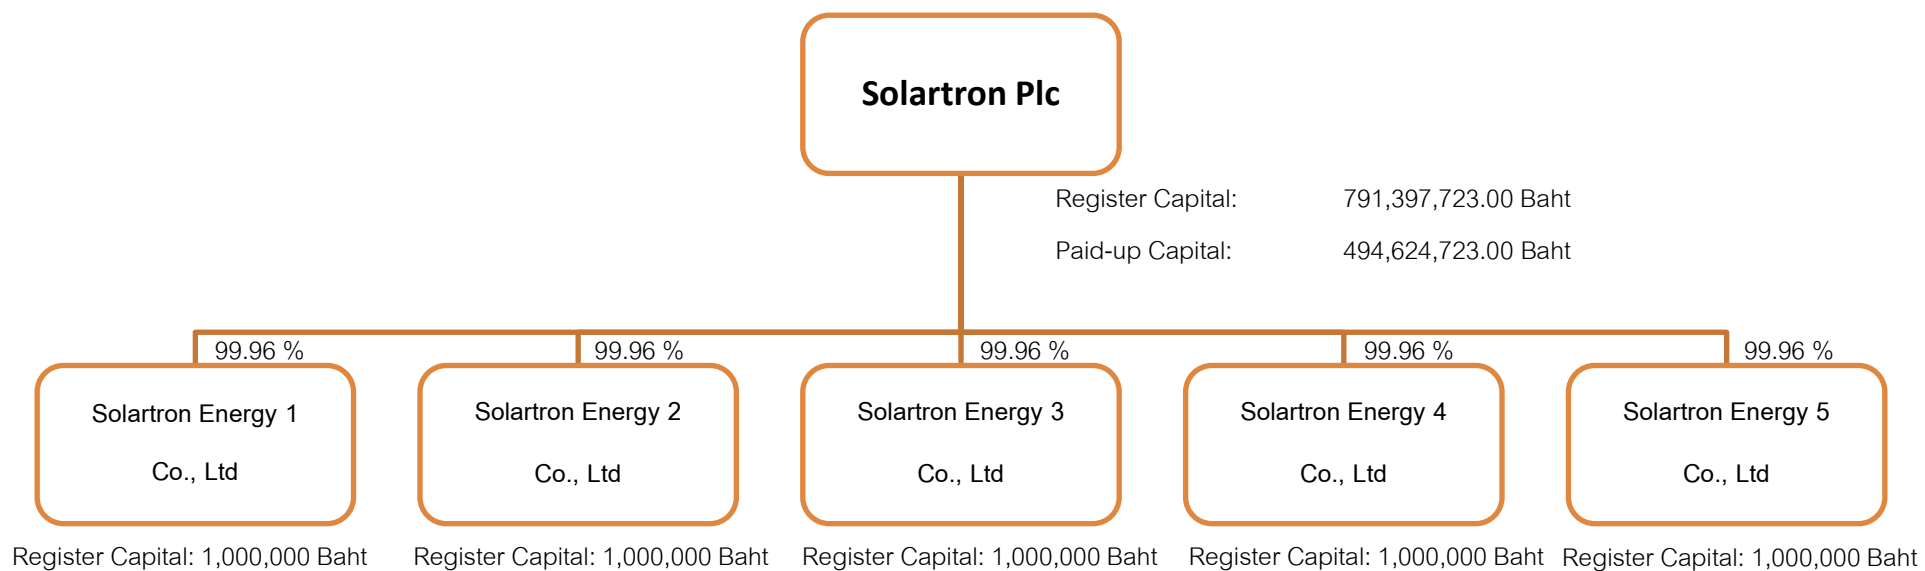 Solartron Plc
Register Capital: 791,397,723.00 Baht
Paid-up Capital: 494,624,723.00 Baht
99.96 % 99.96 % 99.96 % 99.96 % 99.96 %
Solartron Energy 1
Co., Ltd
Solartron Energy 2
Co., Ltd
Solartron Energy 3
Co., Ltd
Solartron Energy 4
Co., Ltd
Solartron Energy 5
Co., Ltd
Register Capital: 1,000,000 Baht
Register Capital: 1,000,000 Baht
Register Capital: 1,000,000 Baht
Register Capital: 1,000,000 Baht
Register Capital: 1,000,000 Baht